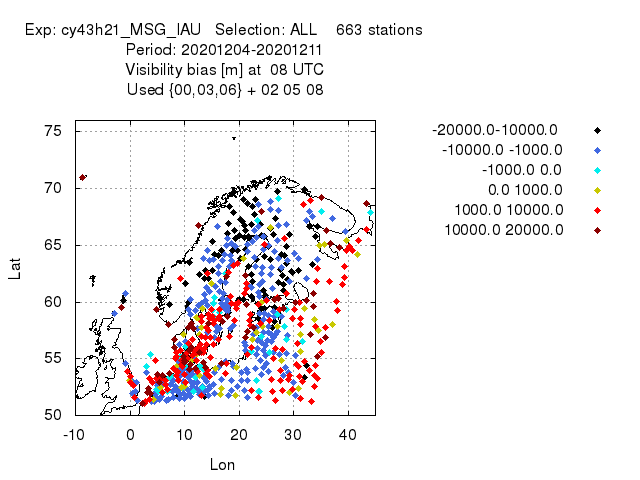 Exp: cy43h21_MSG_IAU   Selection: ALL    663 stations
Period: 20201204-20201211
Visibility bias [m] at  08 UTC
Used {00,03,06} + 02 05 08
-20000.0-10000.0
-10000.0 -1000.0
-1000.0 0.0
0.0 1000.0
1000.0 10000.0
10000.0 20000.0
75
70
65
60
55
50
Lat
-10 0 10 20 30 40
Lon